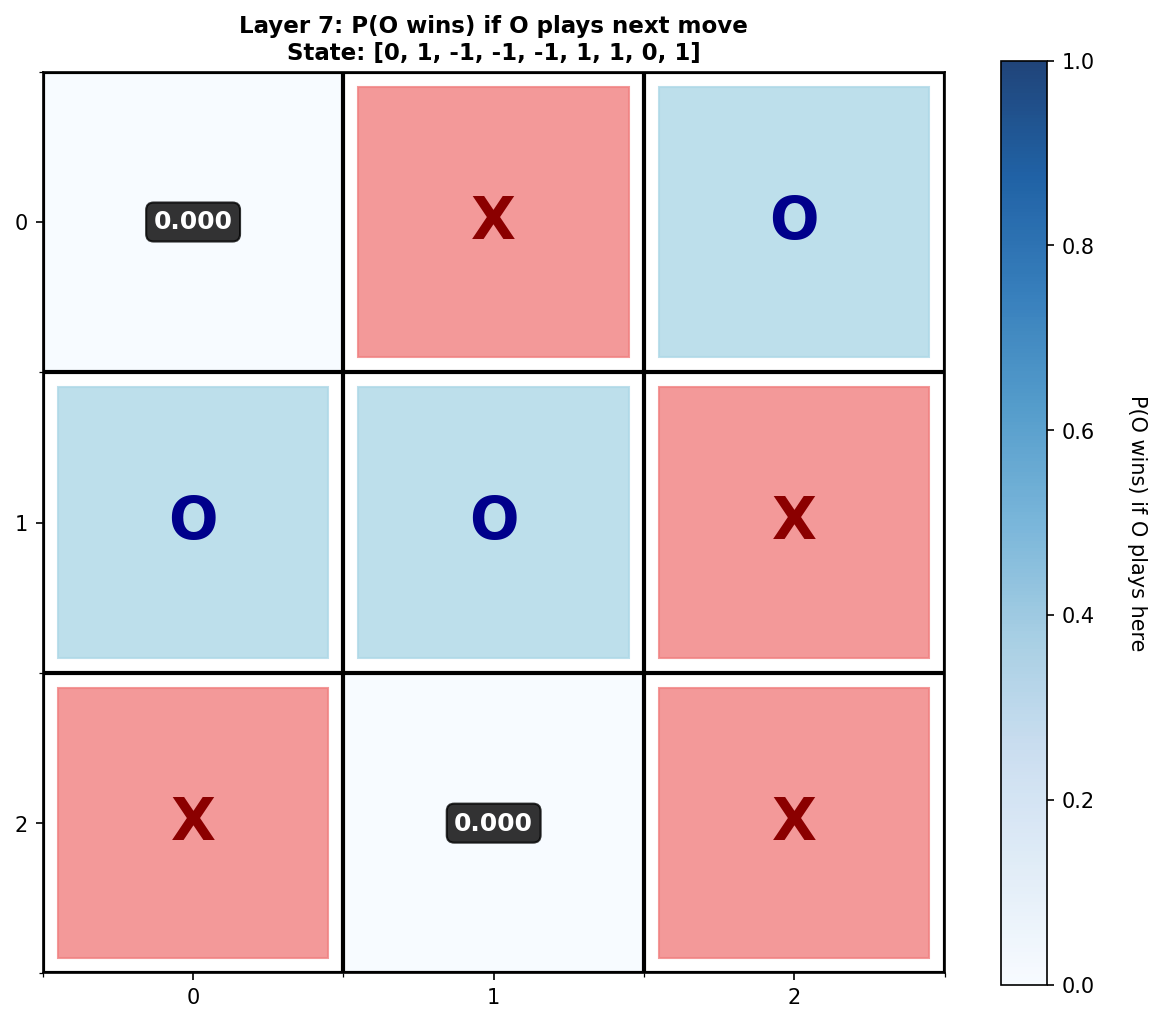 Layer 7: P(O wins) if O plays next move
State: [0, 1, -1, -1, -1, 1, 1, 0, 1]
0
0.000
X
O
1
O
O
X
2
X
0.000
X
0
1
2
1.0
0.8
0.6
0.4
0.2
0.0
P(O wins) if O plays here